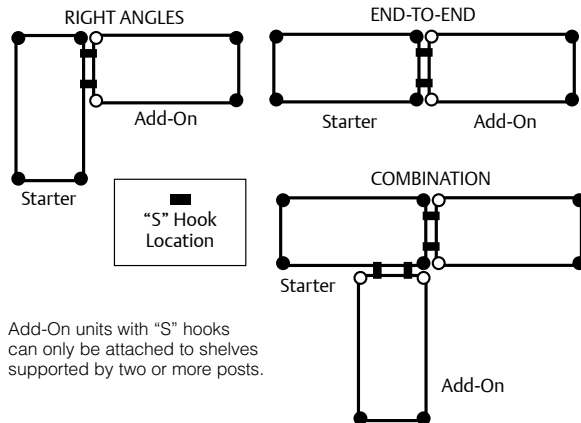 RIGHT ANGLES
Add-On
Starter
END-TO-END
Starter
Add-On
“S” Hook
Location
COMBINATION
Starter
Add-On
Add-On units with “S” hooks
can only be attached to shelves
supported by two or more posts.